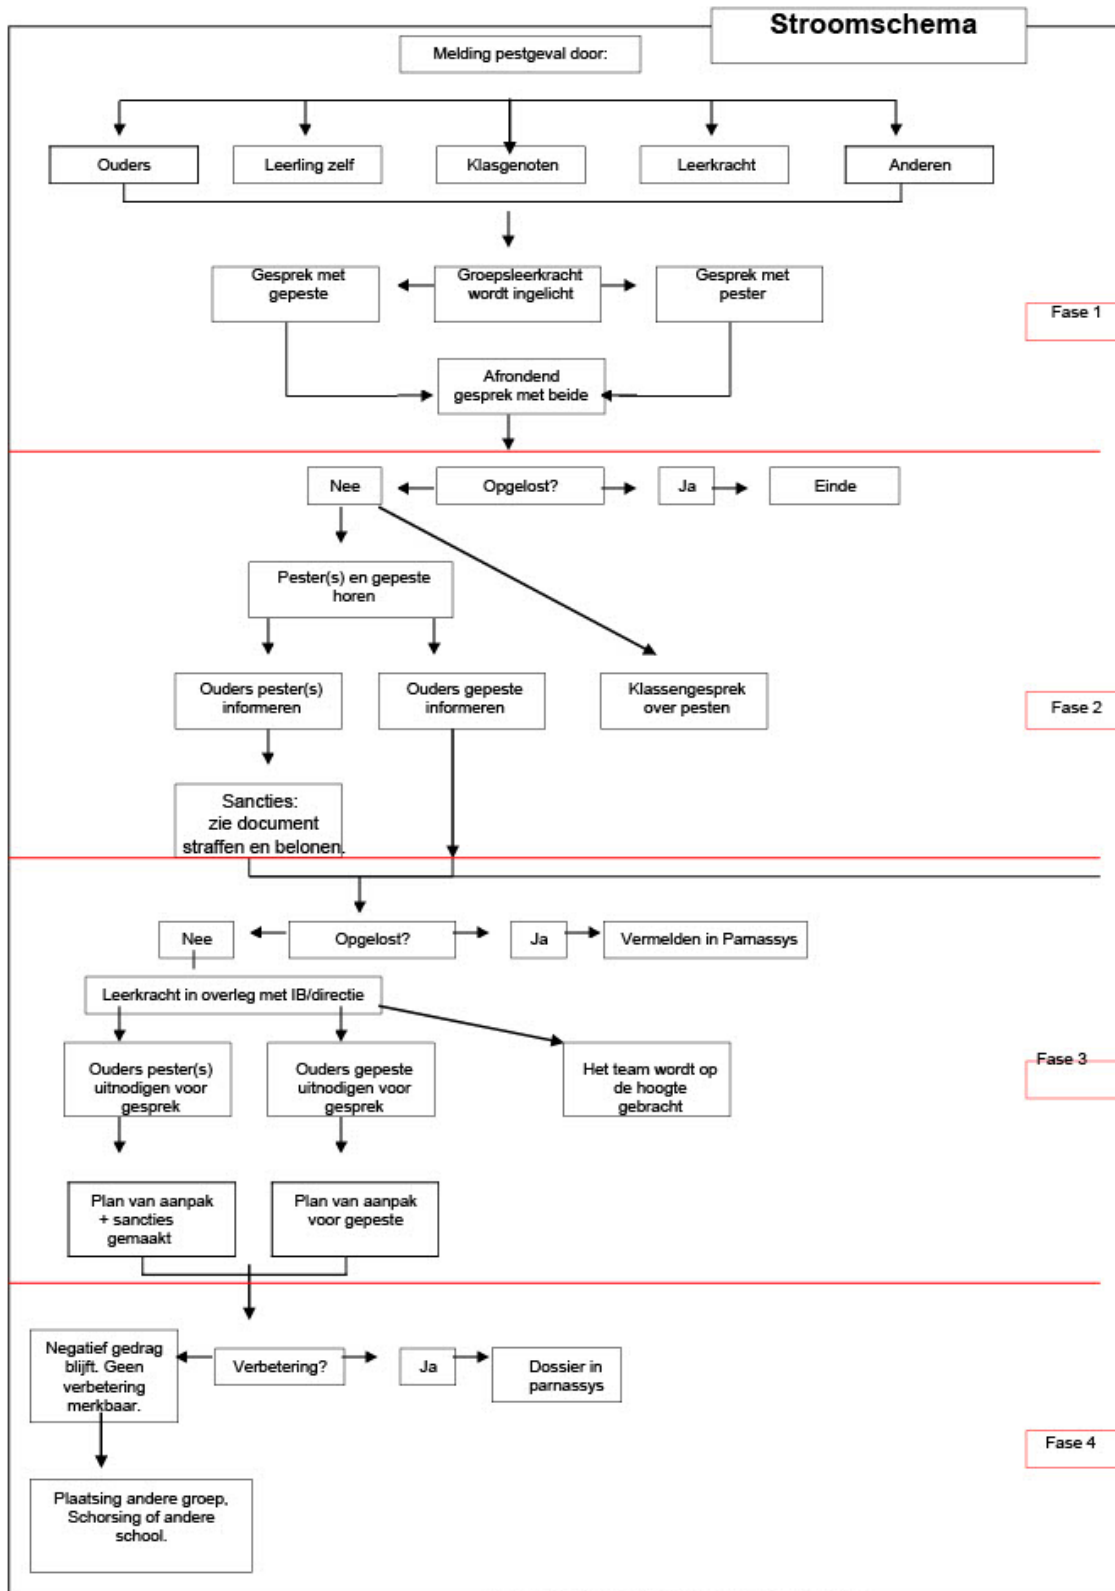 Stroomschema
Melding pestgeval door:
Ouders
Leerling zelf
Klasgenoten
Leerkracht
Anderen
Gesprek met
gepeste
Groepsleerkracht
wordt ingelicht
Gesprek met
pester
Fase 1
Afrondend
gesprek met beide
Nee
Opgelost?
Ja
Einde
Pester(s) en gepeste
horen
Ouders pester(s)
informeren
Ouders gepeste
informeren
Klassengesprek
over pesten
Fase 2
Sancties:
zie document
straffen en belonen.
Nee
Opgelost?
Ja
Vermelden in Parnassys
Leerkracht in overleg met IB/directie
Ouders pester(s)
uitnodigen voor
gesprek
Ouders gepeste
uitnodigen voor
gesprek
Het team wordt op
de hoogte
gebracht
Fase 3
Plan van aanpak
+ sancties
gemaakt
Plan van aanpak
voor gepeste
Negatief gedrag
blijft. Geen
verbetering
merkbaar.
Verbetering?
Ja
Dossier in
parnassys
Fase 4
Plaatsing andere groep,
Schorsing of andere
school.